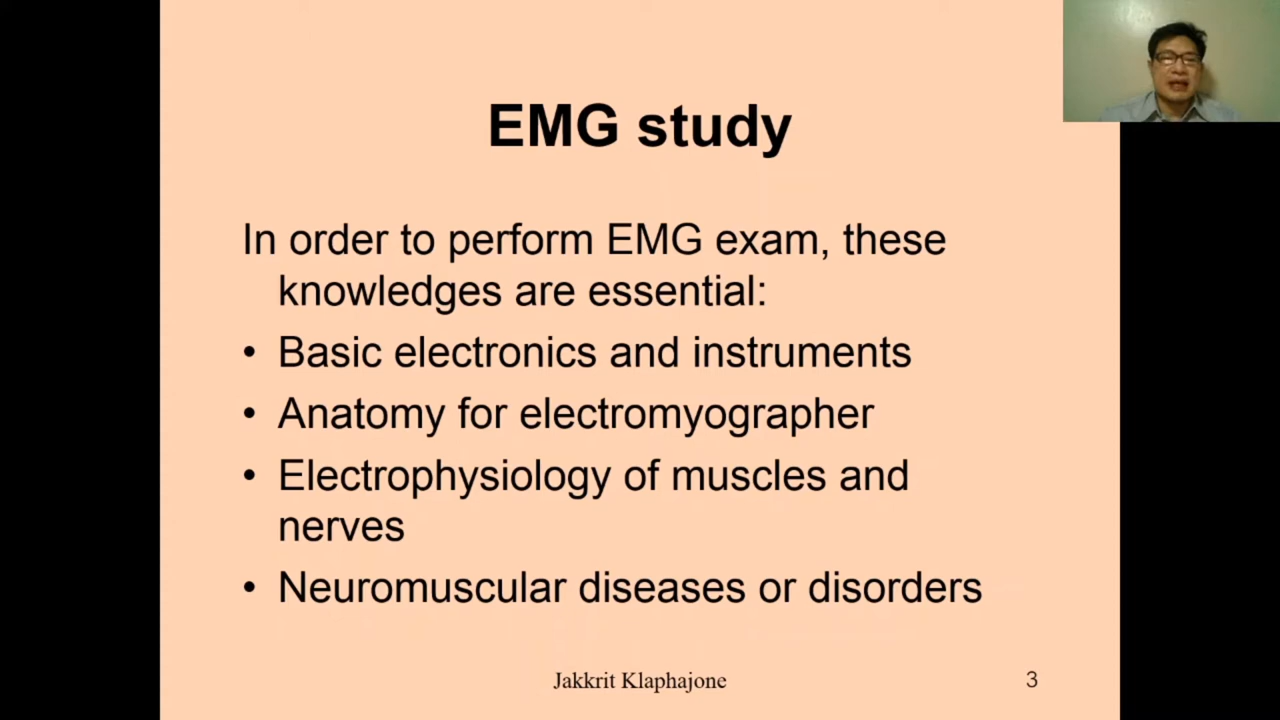 EMG study
In order to perform EMG exam, these
knowledges are essential:
• Basic electronics and instruments
• Anatomy for electromyographer
• Electrophysiology of muscles and
nerves
• Neuromuscular diseases or disorders
Jakkrit Klaphajone
3